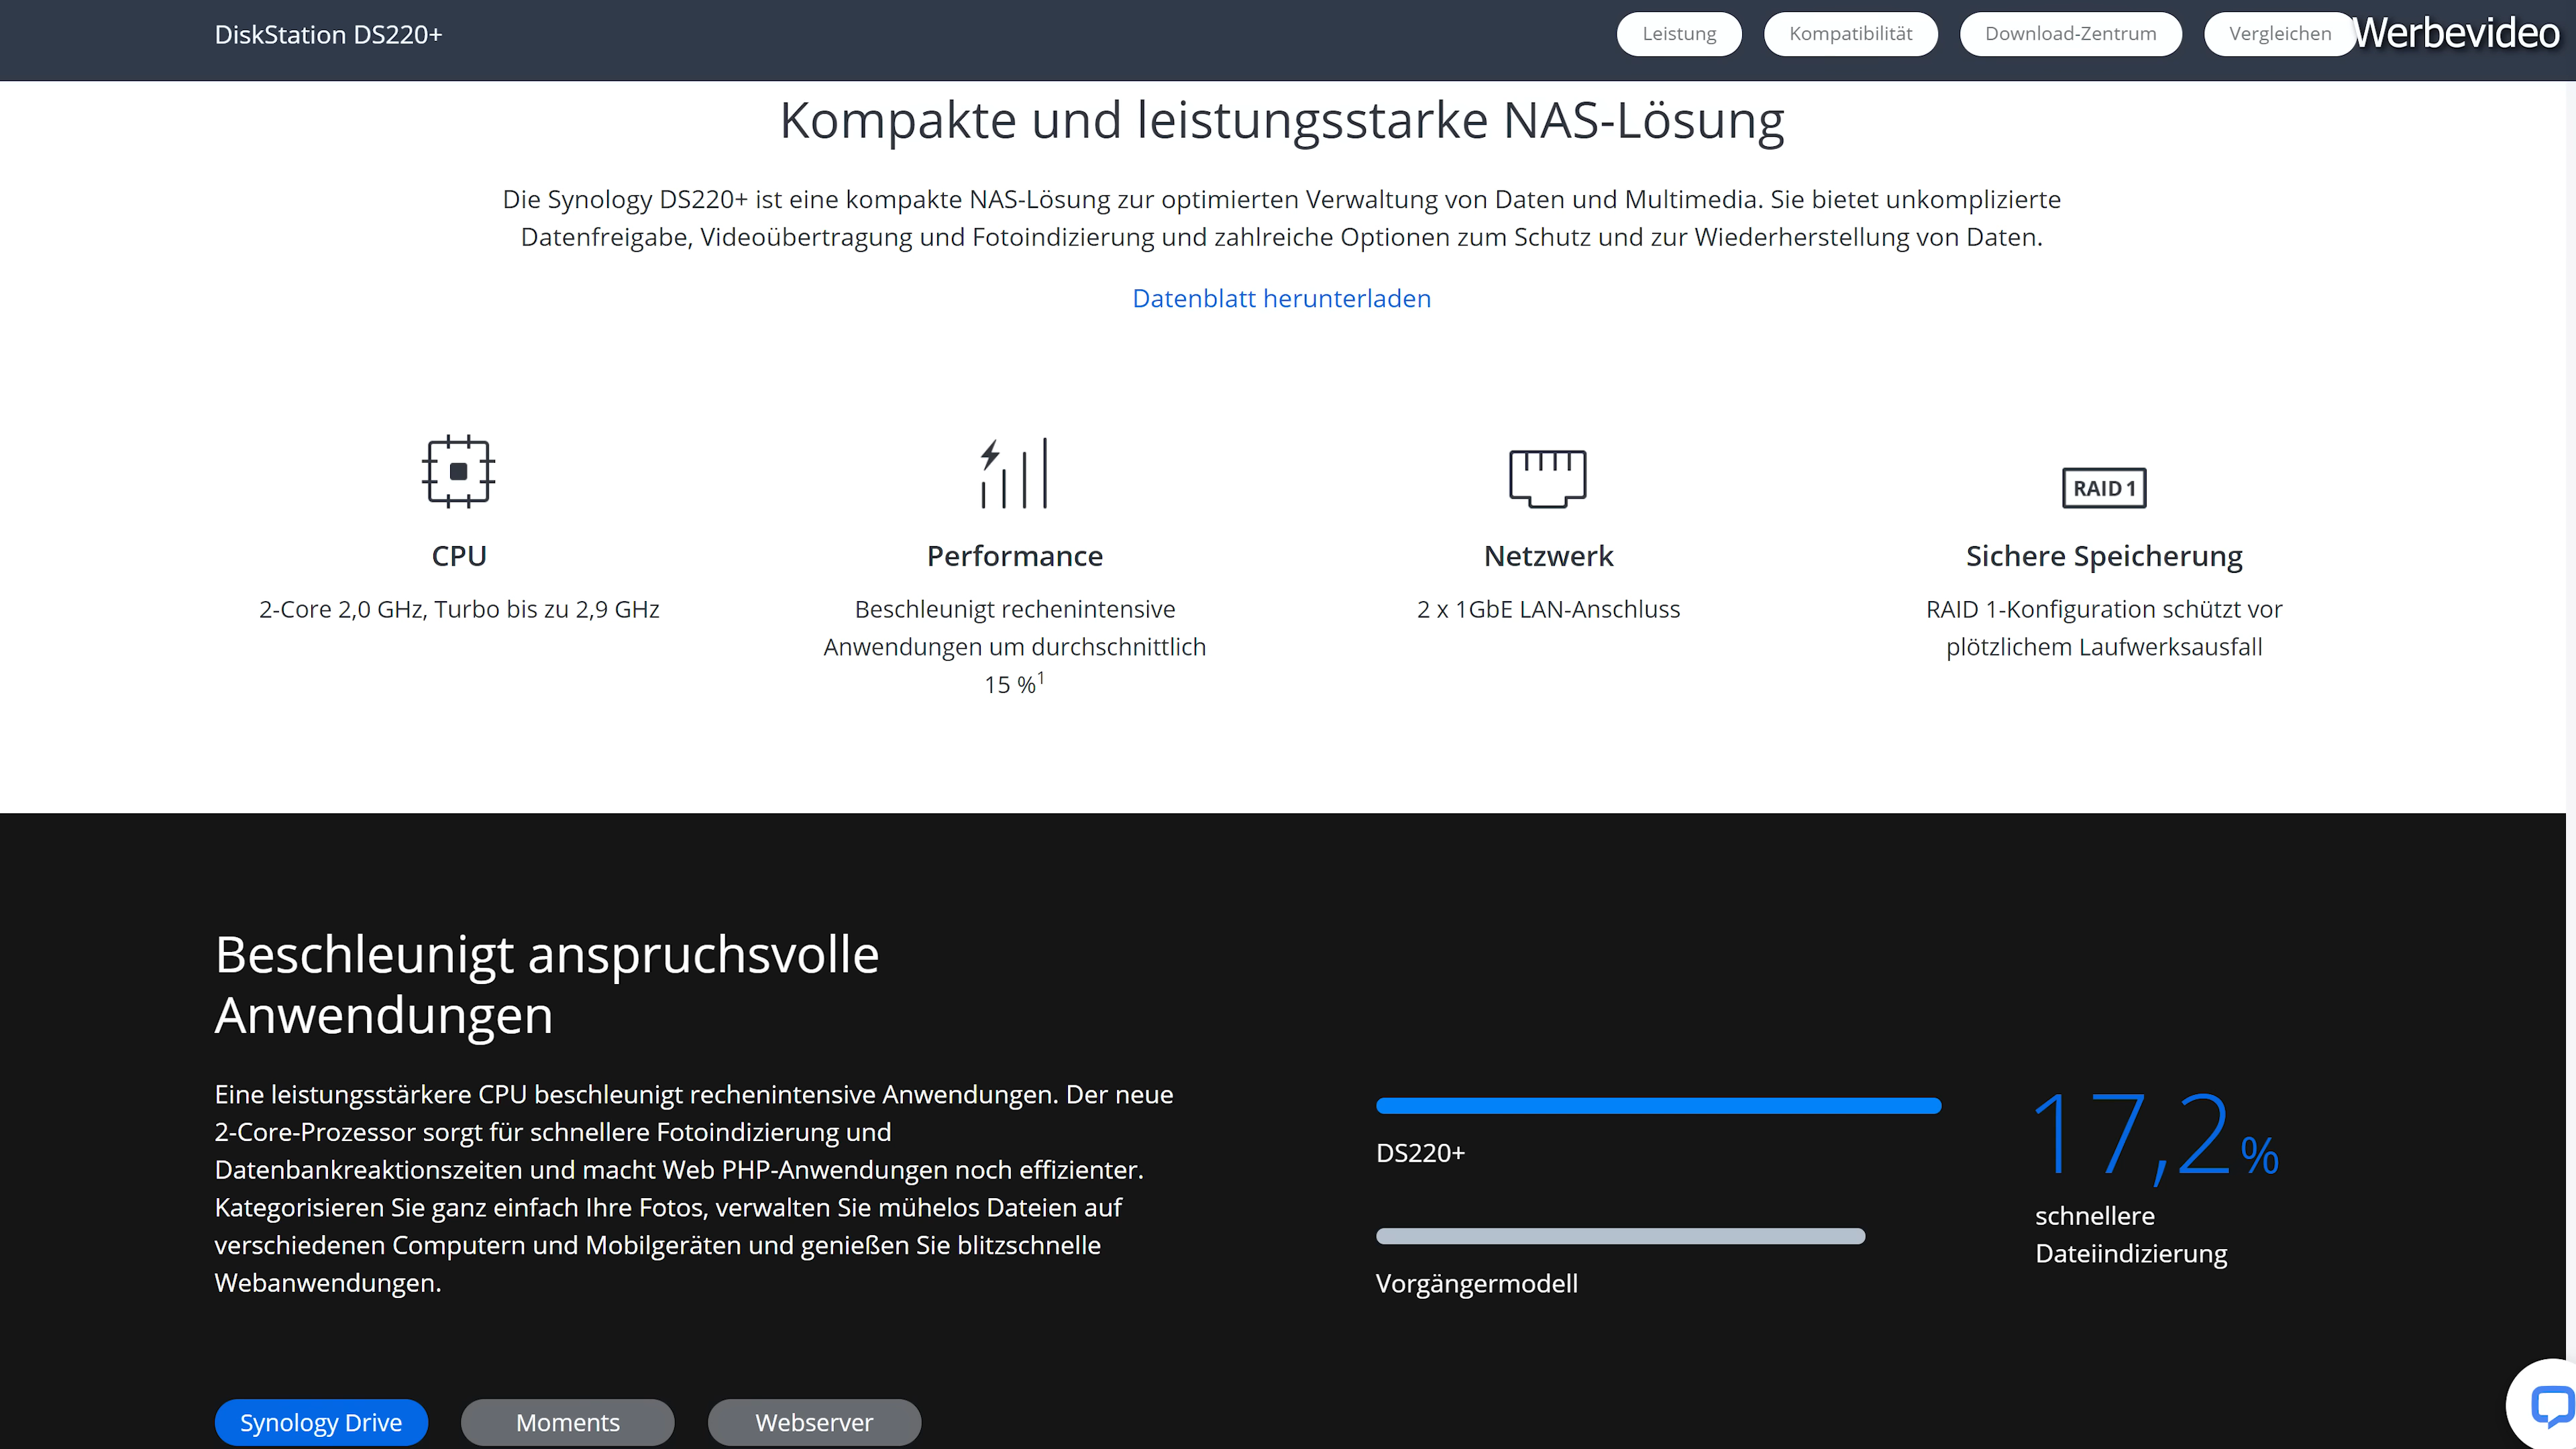 DiskStation DS220+
Leistung
Kompatibilität
Download-Zentrum
Vergleichen
Werbevideo
Kompakte und leistungsstarke NAS-Lösung
Die Synology DS220+ ist eine kompakte NAS-Lösung zur optimierten Verwaltung von Daten und Multimedia. Sie bietet unkomplizierte
Datenfreigabe, Videoübertragung und Fotoindizierung und zahlreiche Optionen zum Schutz und zur Wiederherstellung von Daten.
Datenblatt herunterladen
CPU
2-Core 2,0 GHz, Turbo bis zu 2,9 GHz
Performance
Beschleunigt rechenintensive
Anwendungen um durchschnittlich
15 %¹
Netzwerk
2 x 1GbE LAN-Anschluss
RAID 1
Sichere Speicherung
RAID 1-Konfiguration schützt vor
plötzlichem Laufwerksausfall
Beschleunigt anspruchsvolle
Anwendungen
Eine leistungsstärkere CPU beschleunigt rechenintensive Anwendungen. Der neue
2-Core-Prozessor sorgt für schnellere Fotoindizierung und
Datenbankreaktionszeiten und macht Web PHP-Anwendungen noch effizienter.
Kategorisieren Sie ganz einfach Ihre Fotos, verwalten Sie mühelos Dateien auf
verschiedenen Computern und Mobilgeräten und genießen Sie blitzschnelle
Webanwendungen.
DS220+
Vorgängermodell
17,2 %
schnellere
Dateiindizierung
Synology Drive
Moments
Webserver